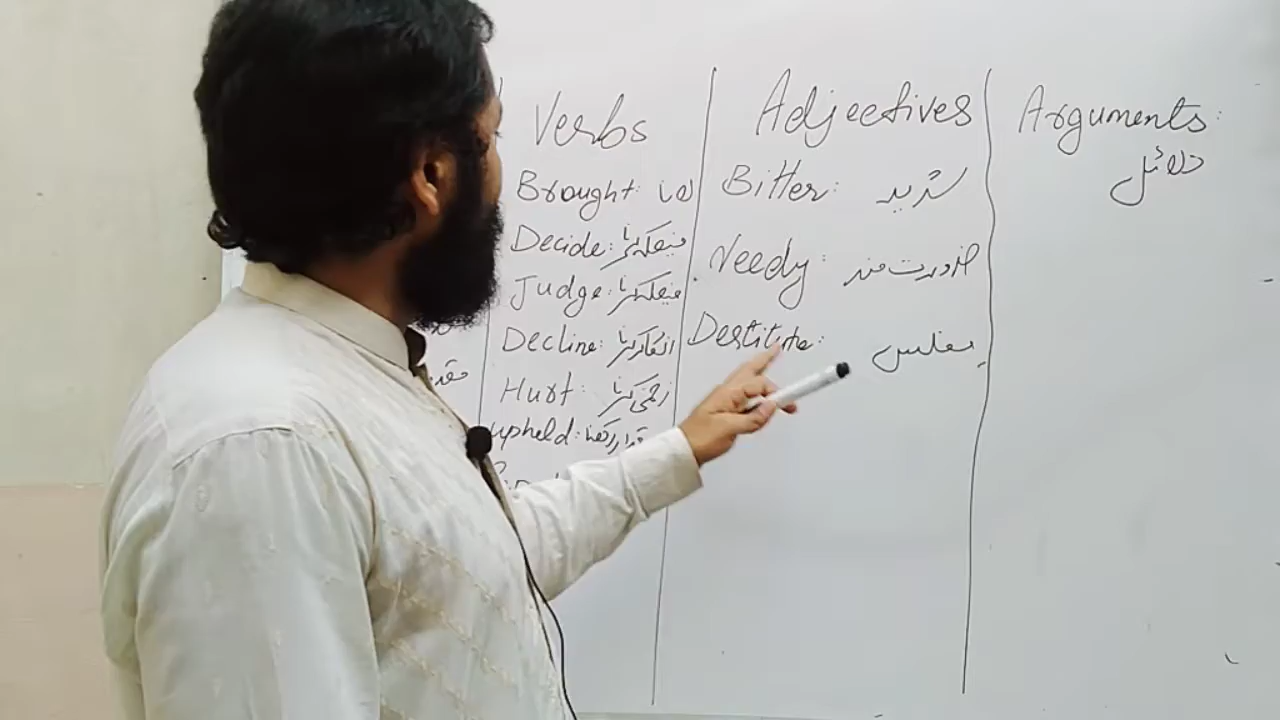 Verbs
Brought: لایا
Decide: فیصلہ کرنا
Judge: فیصلہ کرنا
Decline: انکار کرنا
Hurt: زخمی کرنا
upheld: برقرار رکھنا
Adjectives
Bitter: شدید
Needy: ضرورت مند
Destitute: مفلس
Arguments:
دلائل